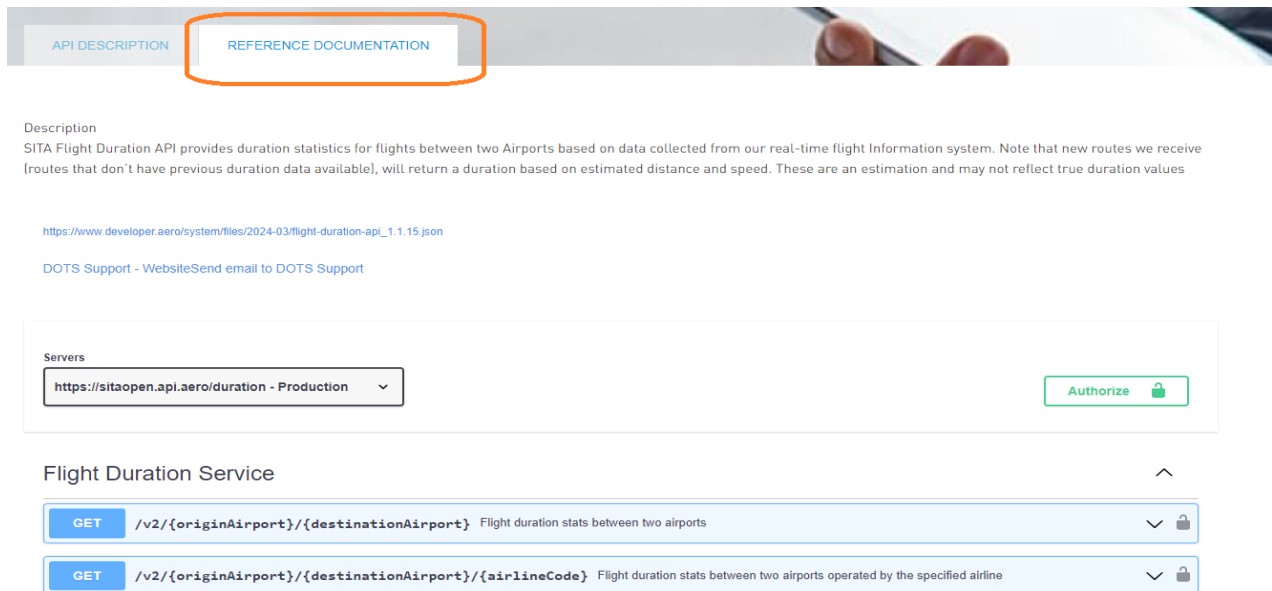 API DESCRIPTION
REFERENCE DOCUMENTATION
Description
SITA Flight Duration API provides duration statistics for flights between two Airports based on data collected from our real-time flight Information system. Note that new routes we receive
(routes that don't have previous duration data available), will return a duration based on estimated distance and speed. These are an estimation and may not reflect true duration values
https://www.developer.aero/system/files/2024-03/flight-duration-api_1.1.15.json
DOTS Support - WebsiteSend email to DOTS Support
Servers
https://sitaopen.api.aero/duration - Production
Authorize
Flight Duration Service
GET /v2/{originAirport}/{destinationAirport} Flight duration stats between two airports
GET /v2/{originAirport}/{destinationAirport}/{airlineCode} Flight duration stats between two airports operated by the specified airline